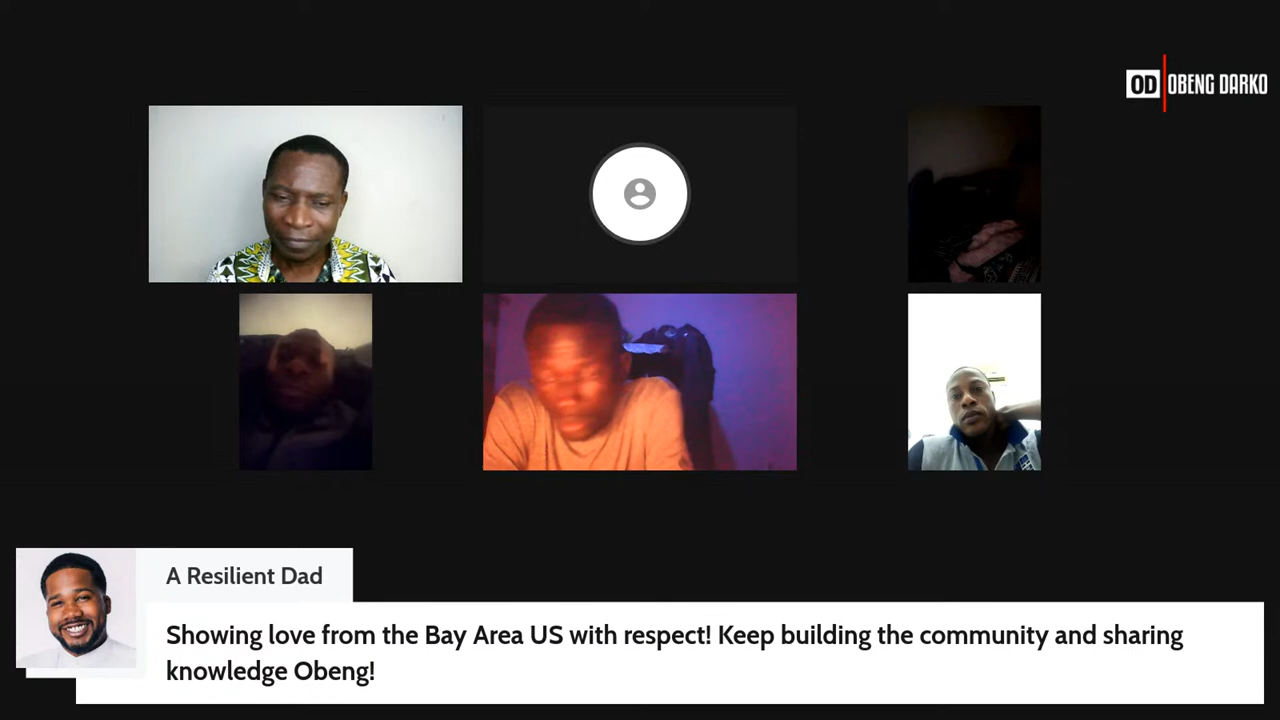 OD OBENG DARKO
A Resilient Dad
Showing love from the Bay Area US with respect! Keep building the community and sharing
knowledge Obeng!